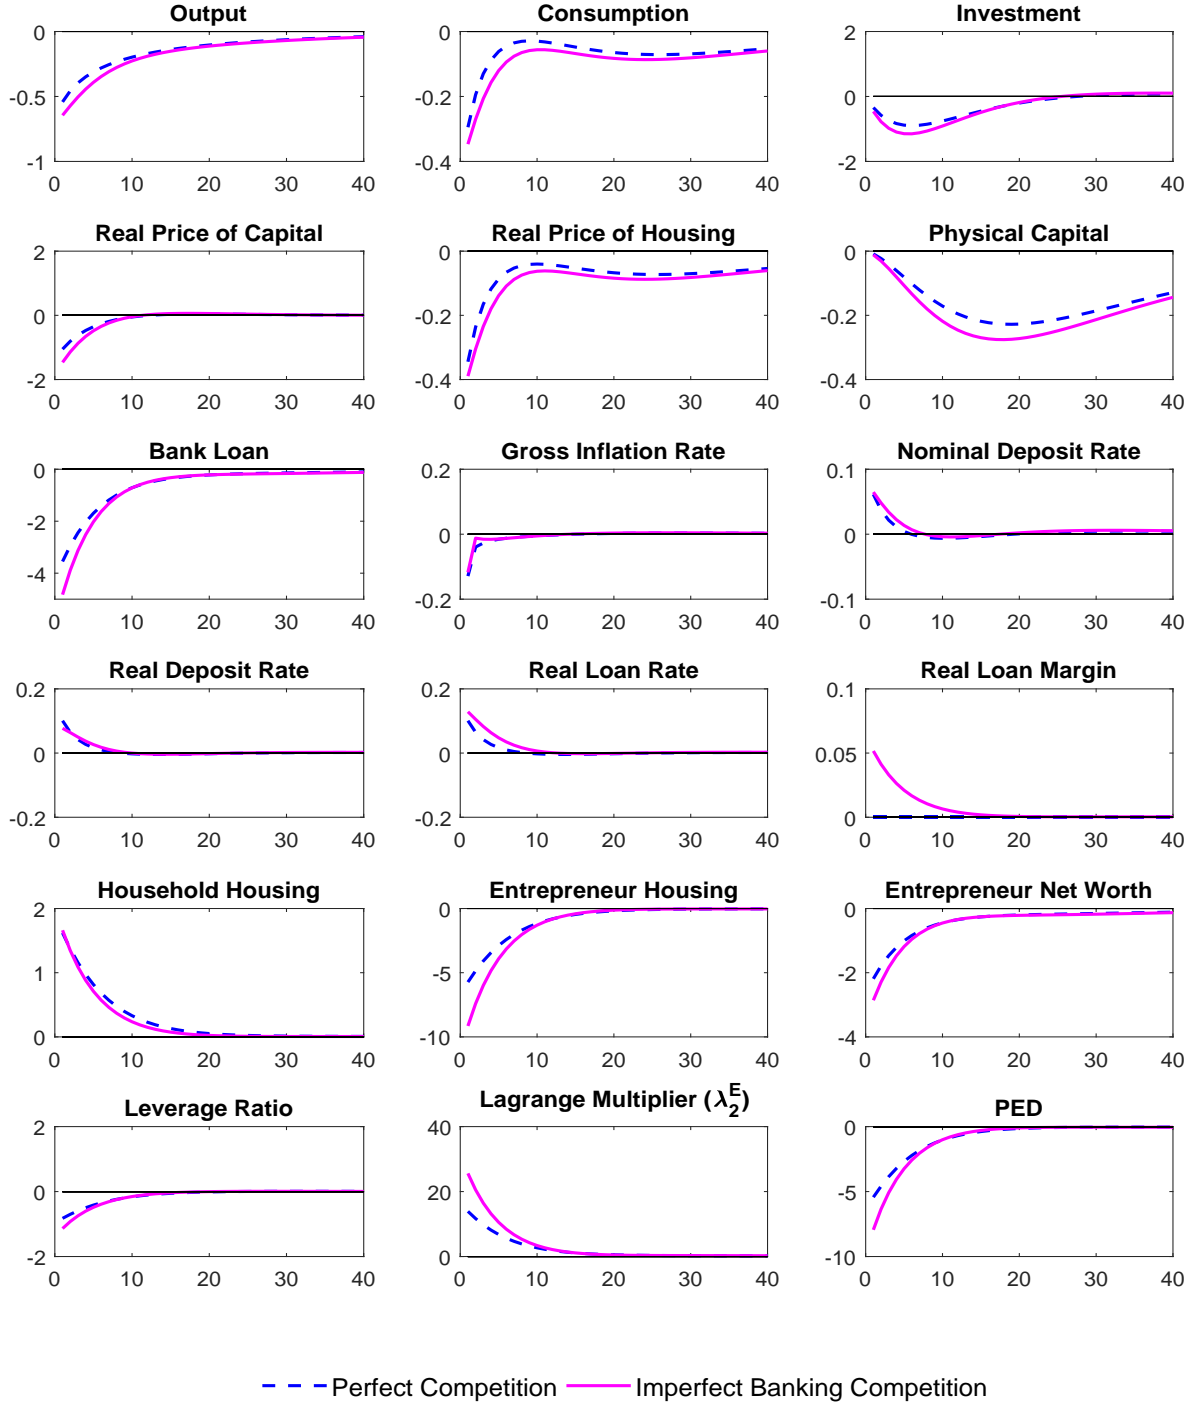 Output Consumption Investment
0 0 2
-0.5 -0.2 0
-1 -0.4 -2
0 10 20 30 40 0 10 20 30 40 0 10 20 30 40
Real Price of Capital Real Price of Housing Physical Capital
2 0 0
0 -0.2 -0.2
-2 -0.4 -0.4
0 10 20 30 40 0 10 20 30 40 0 10 20 30 40
Bank Loan Gross Inflation Rate Nominal Deposit Rate
0 0.2 0.1
-2 0 0
-4 -0.2 -0.1
0 10 20 30 40 0 10 20 30 40 0 10 20 30 40
Real Deposit Rate Real Loan Rate Real Loan Margin
0.2 0.2 0.1
0 0 0.05
-0.2 -0.2 0
0 10 20 30 40 0 10 20 30 40 0 10 20 30 40
Household Housing Entrepreneur Housing Entrepreneur Net Worth
2 0 0
1 -5 -2
0 -10 -4
0 10 20 30 40 0 10 20 30 40 0 10 20 30 40
Leverage Ratio Lagrange Multiplier (λ₂ᴱ) PED
2 40 0
0 20 -5
-2 0 -10
0 10 20 30 40 0 10 20 30 40 0 10 20 30 40
Perfect Competition Imperfect Banking Competition